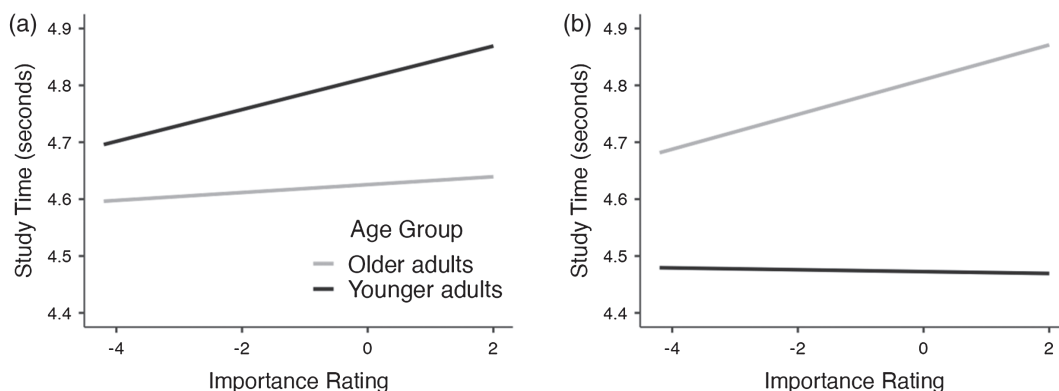 (a)
Study Time (seconds)
4.9
4.8
4.7
4.6
4.5
4.4
-4 -2 0 2
Importance Rating
Age Group
Older adults
Younger adults
(b)
Study Time (seconds)
4.9
4.8
4.7
4.6
4.5
4.4
-4 -2 0 2
Importance Rating